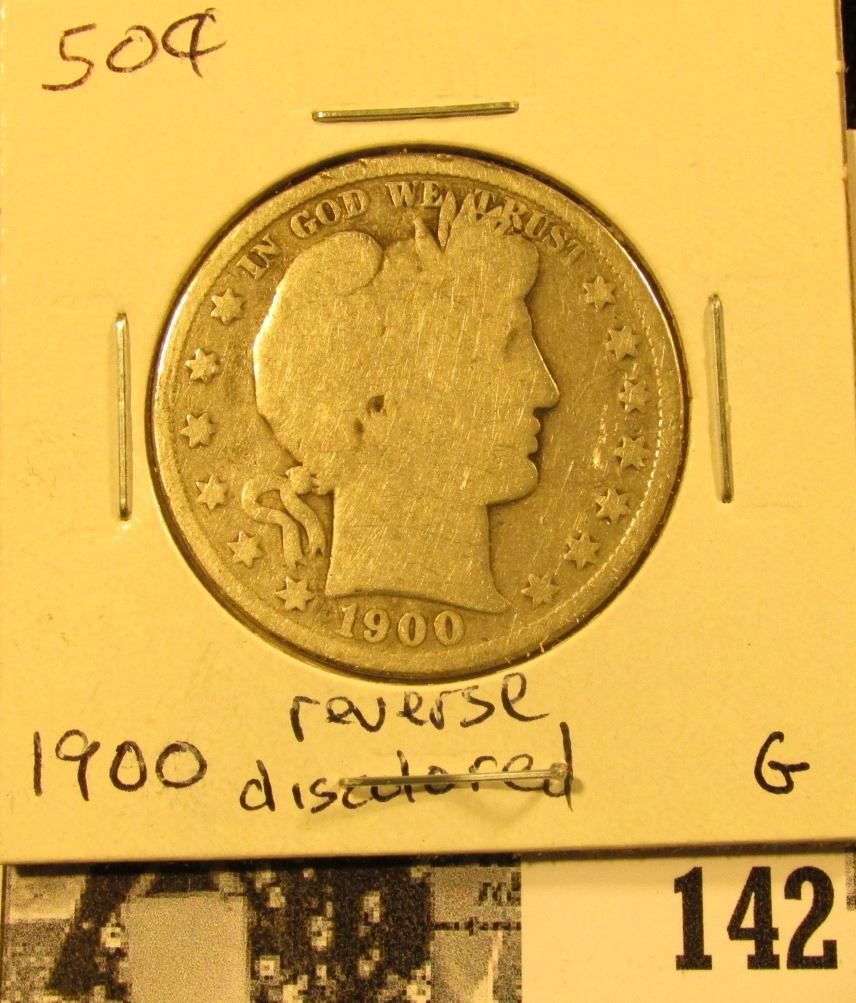 50¢
IN GOD WE TRUST
1900
reverse
1900 discolored G
142